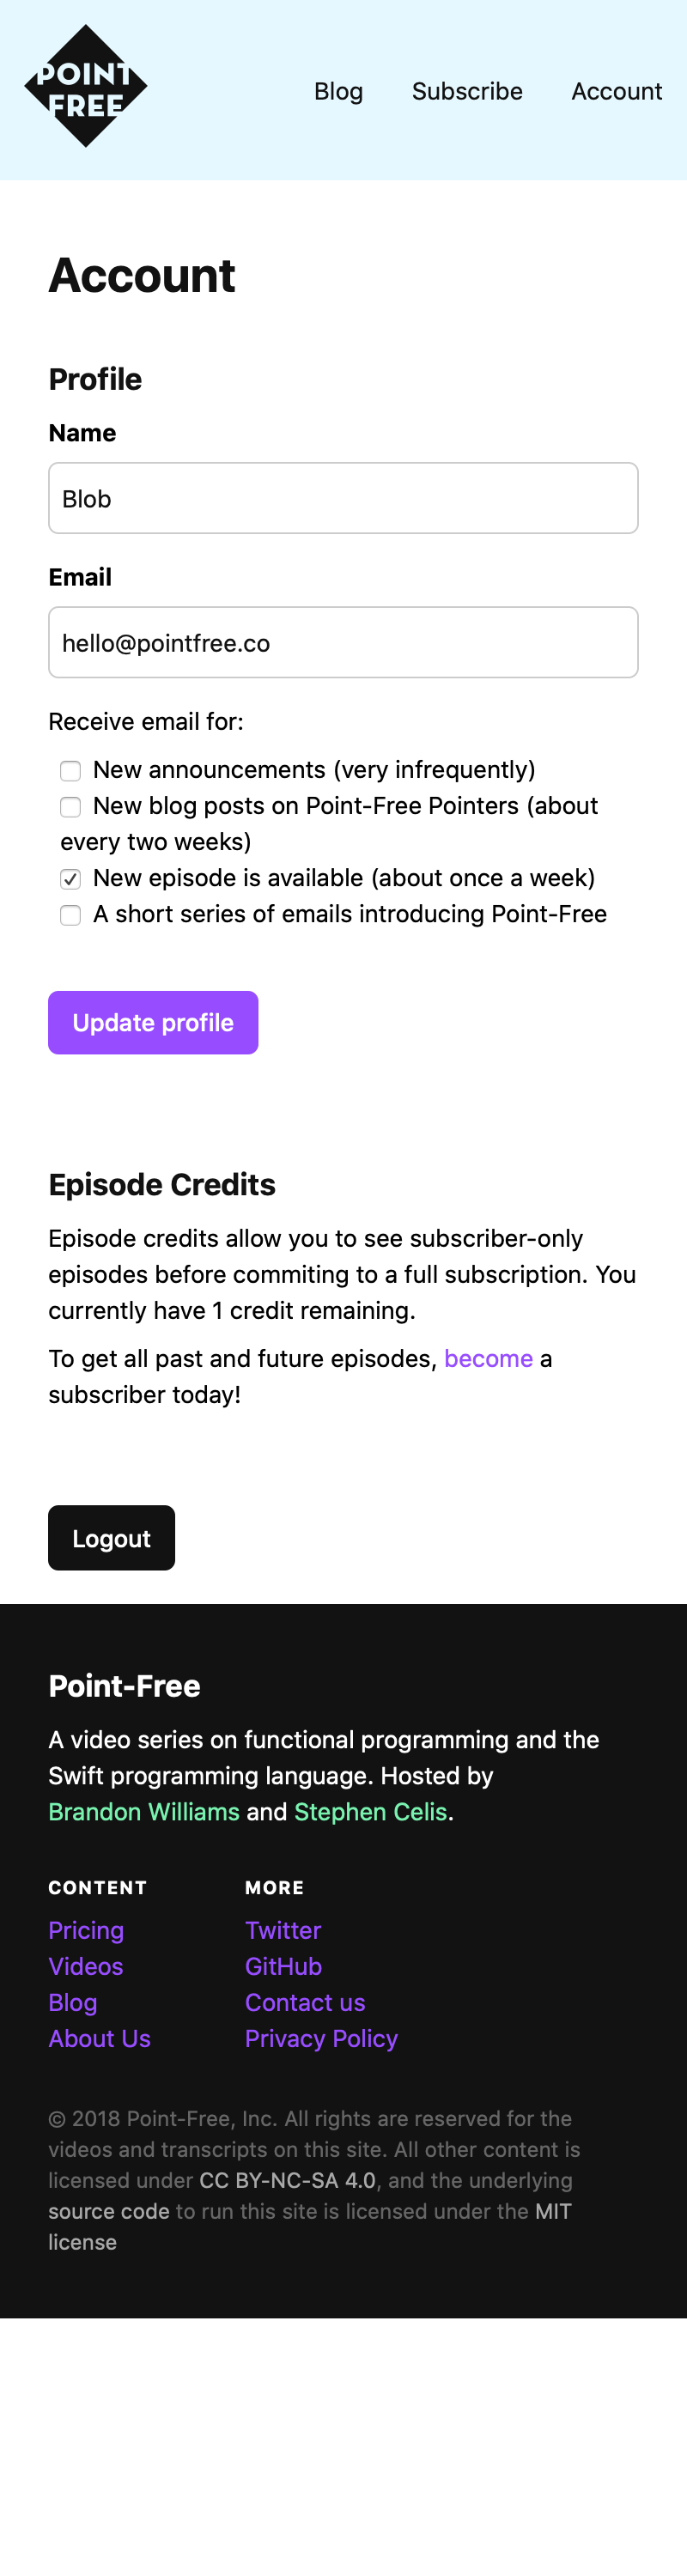 POINT
FREE
Blog
Subscribe
Account
Account
Profile
Name
Blob
Email
hello@pointfree.co
Receive email for:
New announcements (very infrequently)
New blog posts on Point-Free Pointers (about
every two weeks)
New episode is available (about once a week)
A short series of emails introducing Point-Free
Update profile
Episode Credits
Episode credits allow you to see subscriber-only
episodes before commiting to a full subscription. You
currently have 1 credit remaining.
To get all past and future episodes, become a
subscriber today!
Logout
Point-Free
A video series on functional programming and the
Swift programming language. Hosted by
Brandon Williams and Stephen Celis.
CONTENT
Pricing
Videos
Blog
About Us
MORE
Twitter
GitHub
Contact us
Privacy Policy
© 2018 Point-Free, Inc. All rights are reserved for the
videos and transcripts on this site. All other content is
licensed under CC BY-NC-SA 4.0, and the underlying
source code to run this site is licensed under the MIT
license